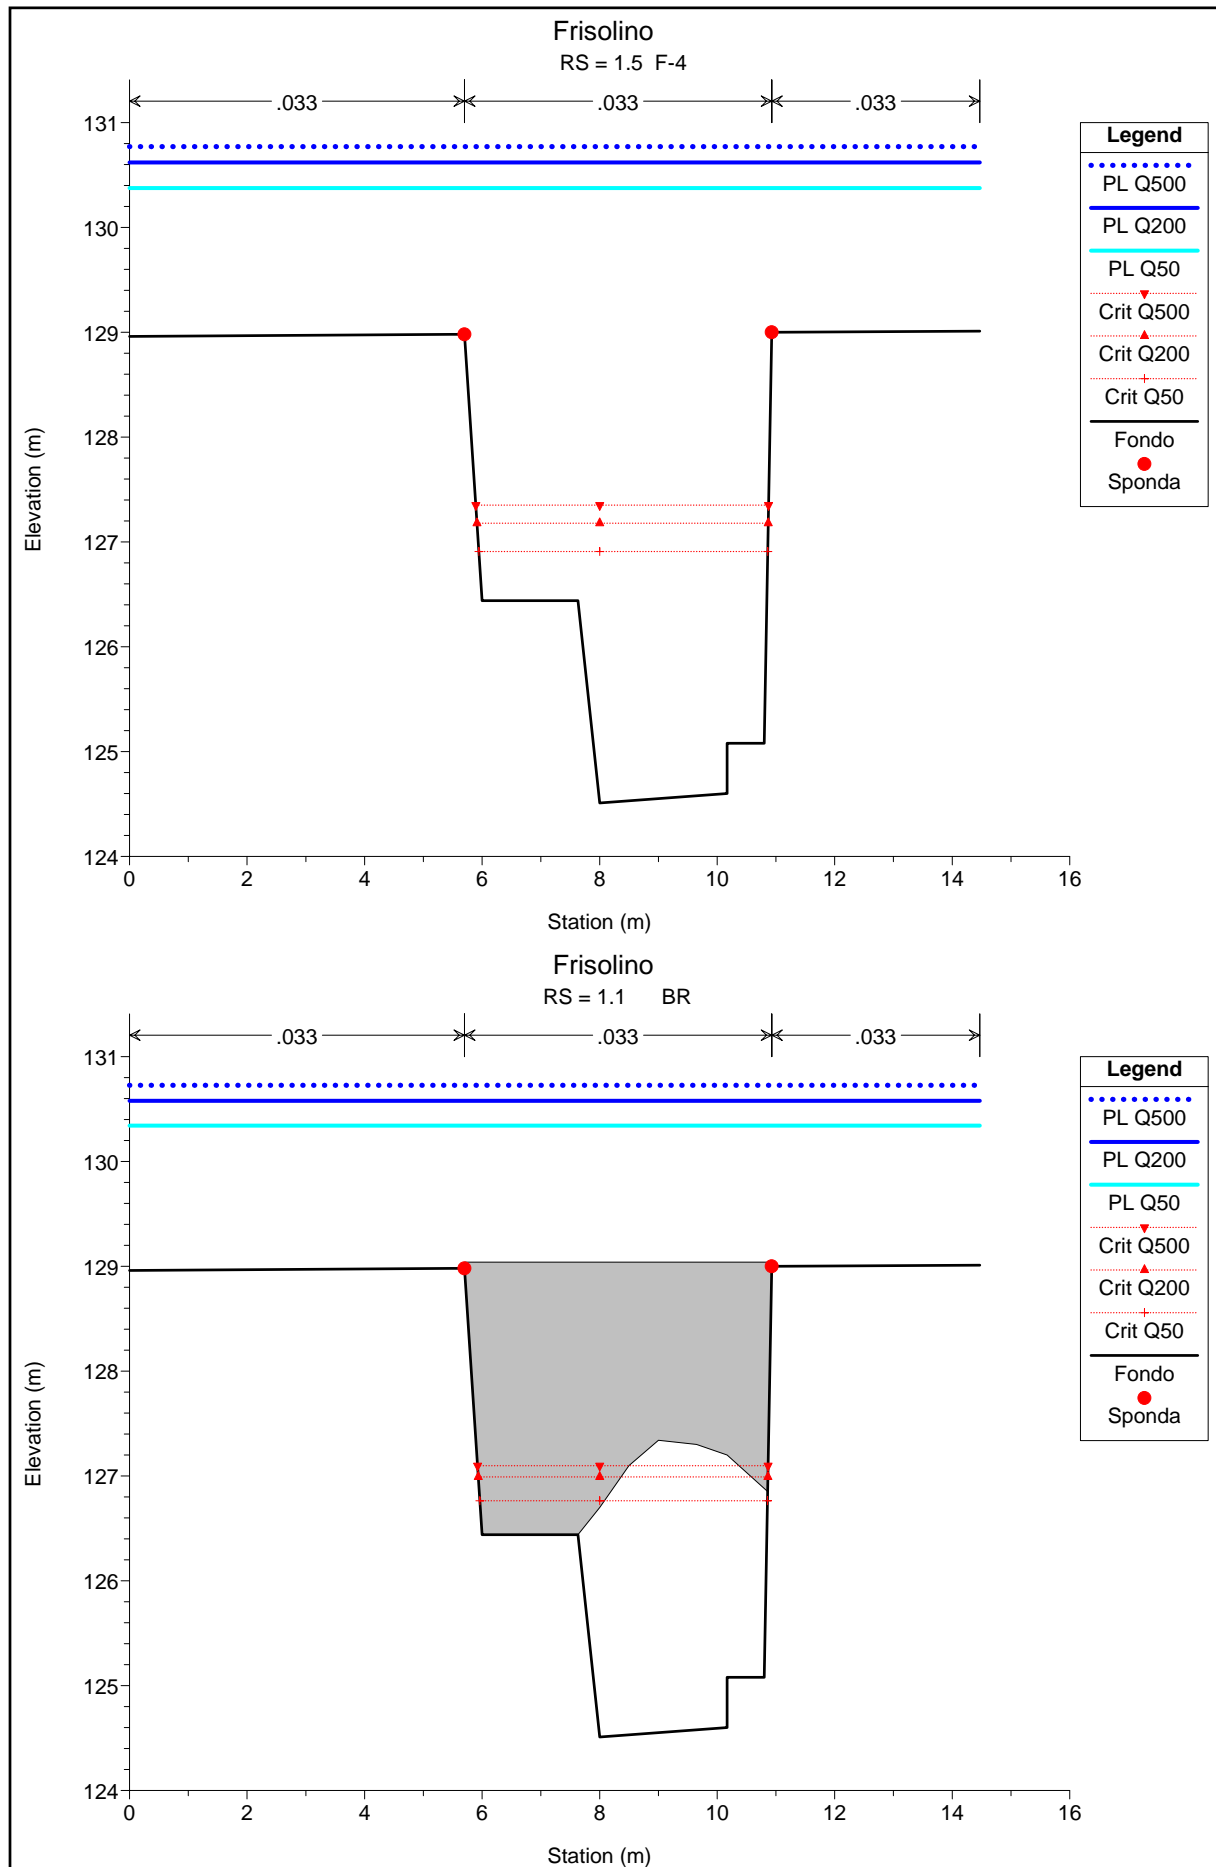 Frisolino
RS = 1.5 F-4
.033 .033 .033
131
130
129
128
127
126
125
124
Elevation (m)
0 2 4 6 8 10 12 14 16
Station (m)
Legend
PL Q500
PL Q200
PL Q50
Crit Q500
Crit Q200
Crit Q50
Fondo
Sponda
Frisolino
RS = 1.1 BR
.033 .033 .033
131
130
129
128
127
126
125
124
Elevation (m)
0 2 4 6 8 10 12 14 16
Station (m)
Legend
PL Q500
PL Q200
PL Q50
Crit Q500
Crit Q200
Crit Q50
Fondo
Sponda